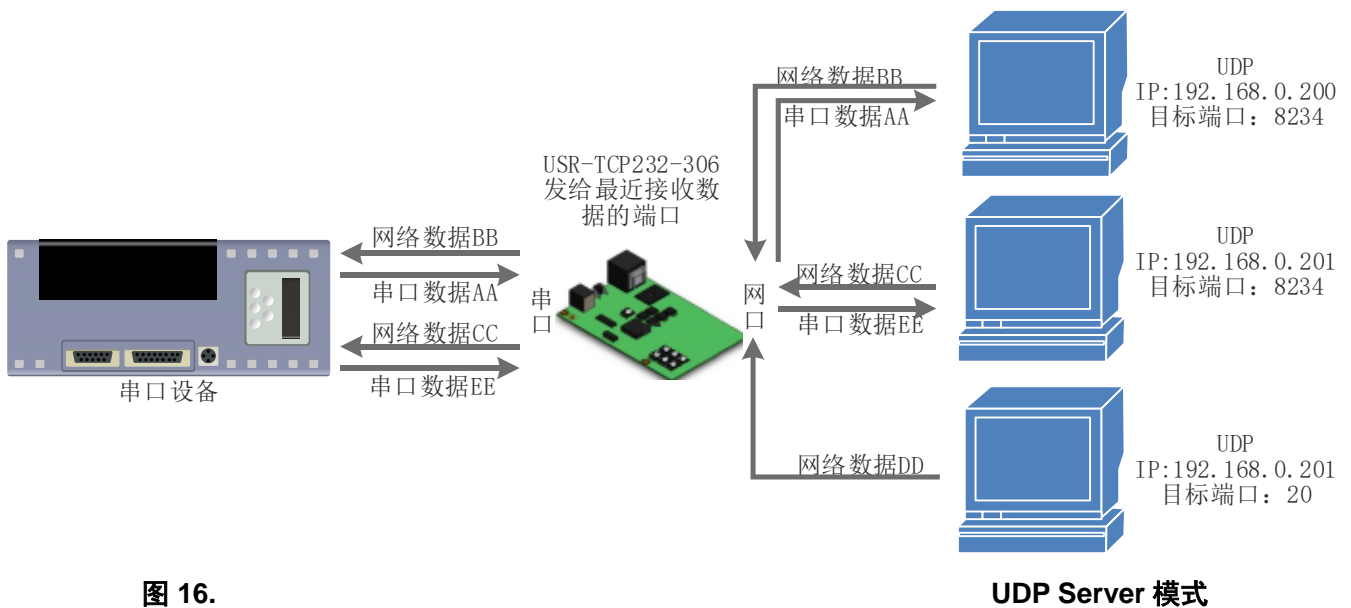 网络数据BB
串口数据AA
UDP
IP:192.168.0.200
目标端口：8234
USR-TCP232-306
发给最近接收数
据的端口
网络数据BB
串口数据AA
网络数据CC
串口数据EE
串口设备
串
口
网
口
网络数据CC
串口数据EE
UDP
IP:192.168.0.201
目标端口：8234
网络数据DD
UDP
IP:192.168.0.201
目标端口：20
图 16.
UDP Server 模式